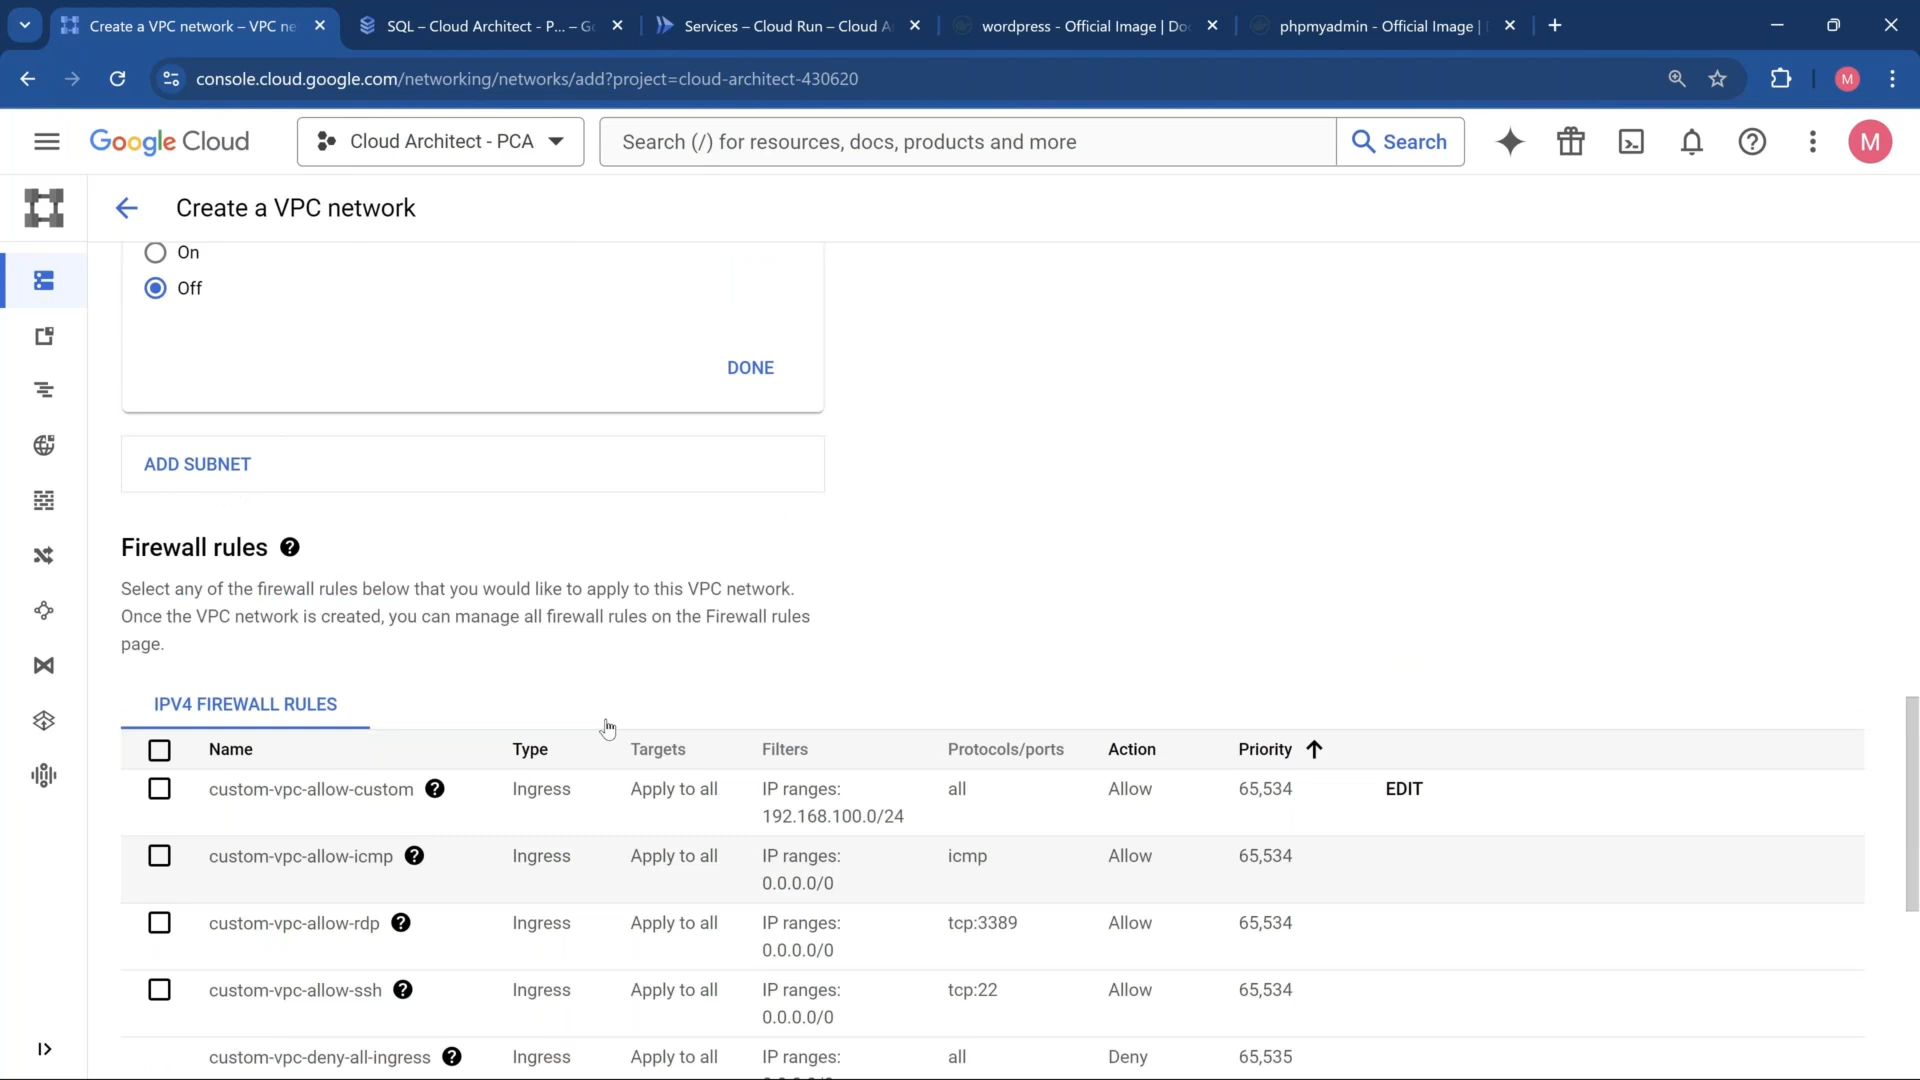 Create a VPC network – VPC ne
SQL – Cloud Architect - P... – G
Services – Cloud Run – Cloud A
wordpress - Official Image | Do
phpmyadmin - Official Image |
console.cloud.google.com/networking/networks/add?project=cloud-architect-430620
M
Google Cloud
Cloud Architect - PCA
Search (/) for resources, docs, products and more
Search
M
Create a VPC network
On
Off
DONE
ADD SUBNET
Firewall rules
Select any of the firewall rules below that you would like to apply to this VPC network.
Once the VPC network is created, you can manage all firewall rules on the Firewall rules
page.
IPV4 FIREWALL RULES
Name Type Targets Filters Protocols/ports Action Priority
custom-vpc-allow-custom Ingress Apply to all IP ranges: all Allow 65,534 EDIT
192.168.100.0/24
custom-vpc-allow-icmp Ingress Apply to all IP ranges: icmp Allow 65,534
0.0.0.0/0
custom-vpc-allow-rdp Ingress Apply to all IP ranges: tcp:3389 Allow 65,534
0.0.0.0/0
custom-vpc-allow-ssh Ingress Apply to all IP ranges: tcp:22 Allow 65,534
0.0.0.0/0
custom-vpc-deny-all-ingress Ingress Apply to all IP ranges: all Deny 65,535